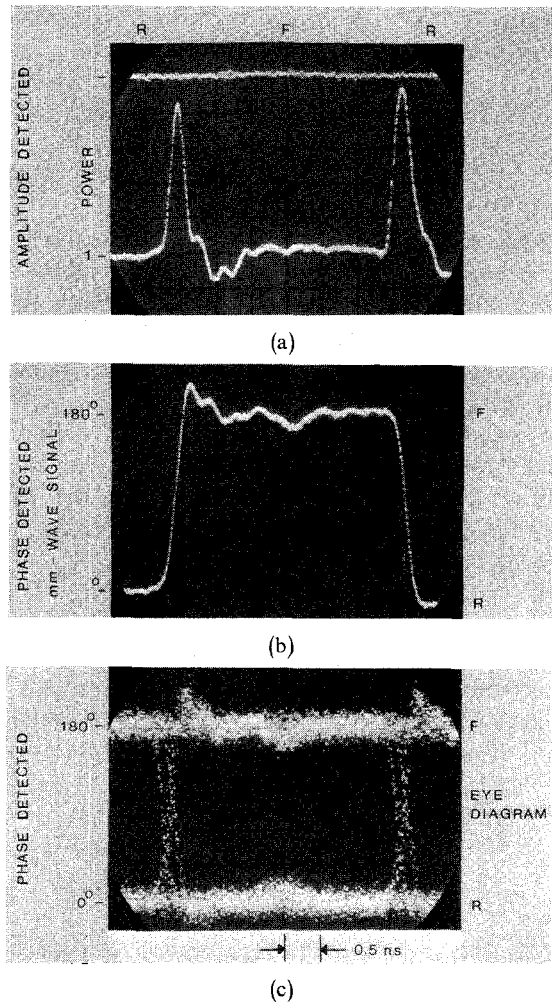 R F R
AMPLITUDE DETECTED
POWER
1
(a)
PHASE DETECTED
mm-WAVE SIGNAL
180°
F
R
(b)
PHASE DETECTED
180°
0°
F
EYE
DIAGRAM
R
0.5 ns
(c)